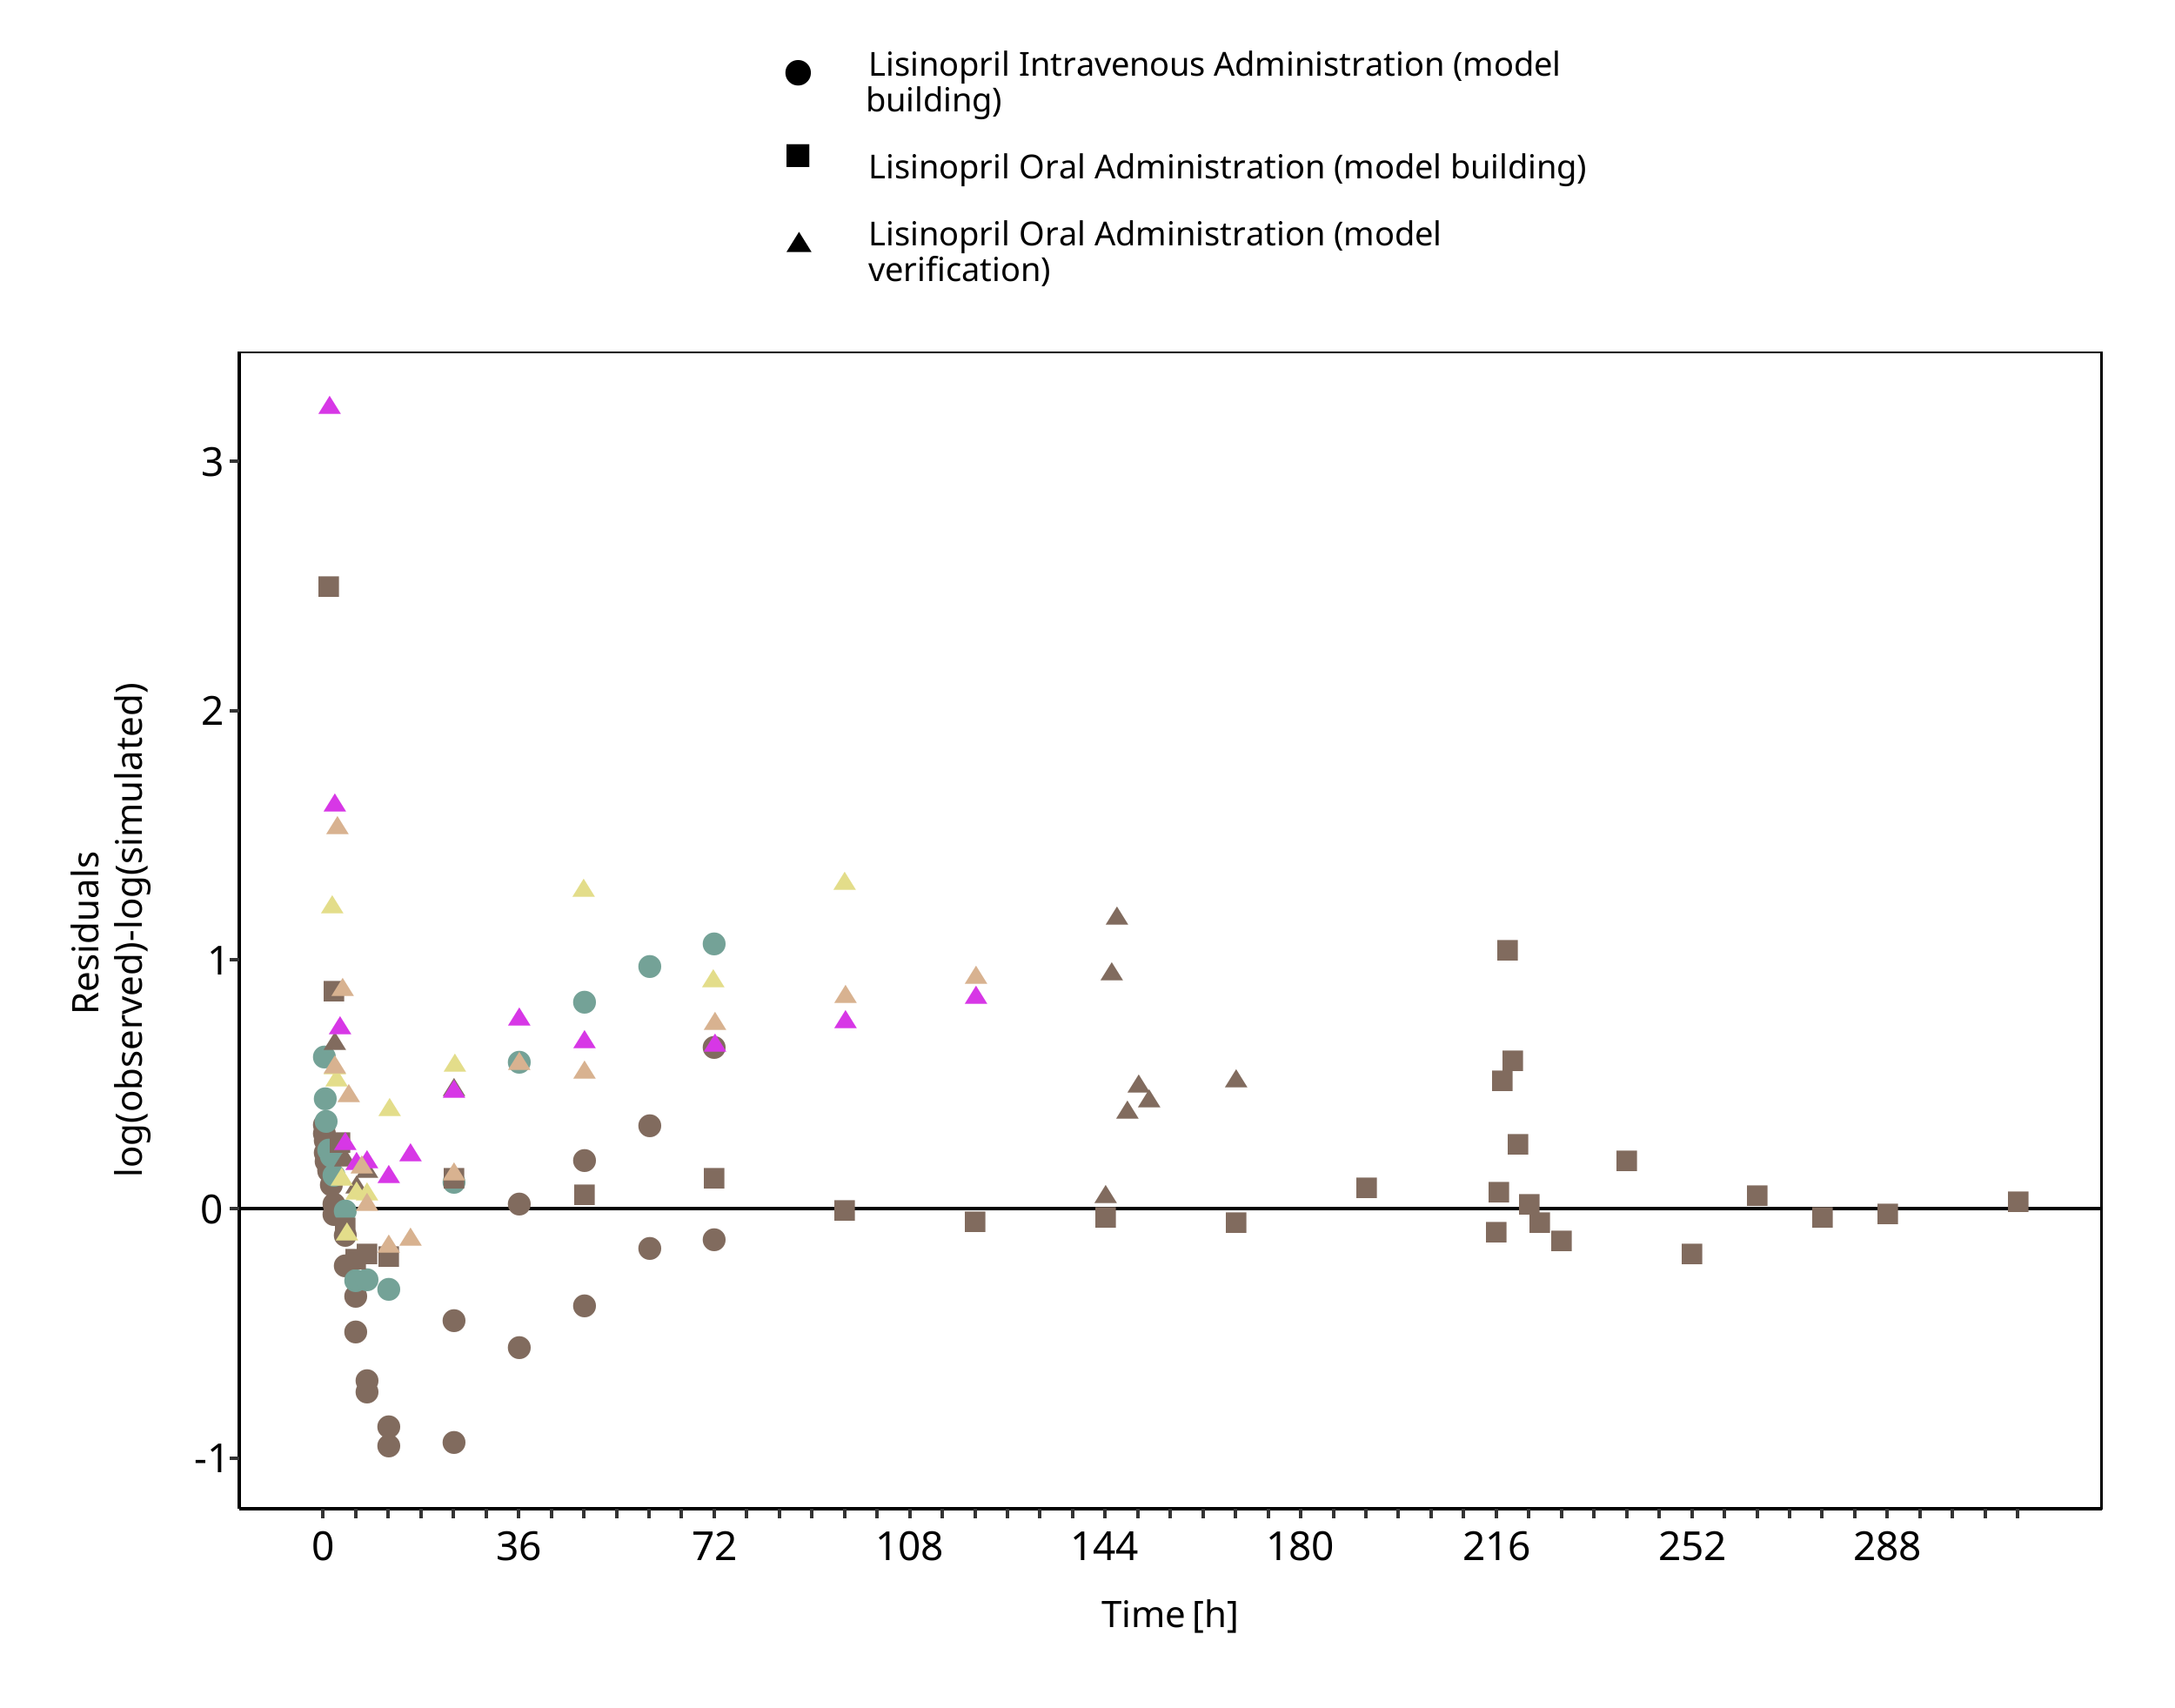 Lisinopril Intravenous Administration (model
building)
Lisinopril Oral Administration (model building)
Lisinopril Oral Administration (model
verification)
Residuals
log(observed)-log(simulated)
3
2
1
0
-1
0 36 72 108 144 180 216 252 288
Time [h]